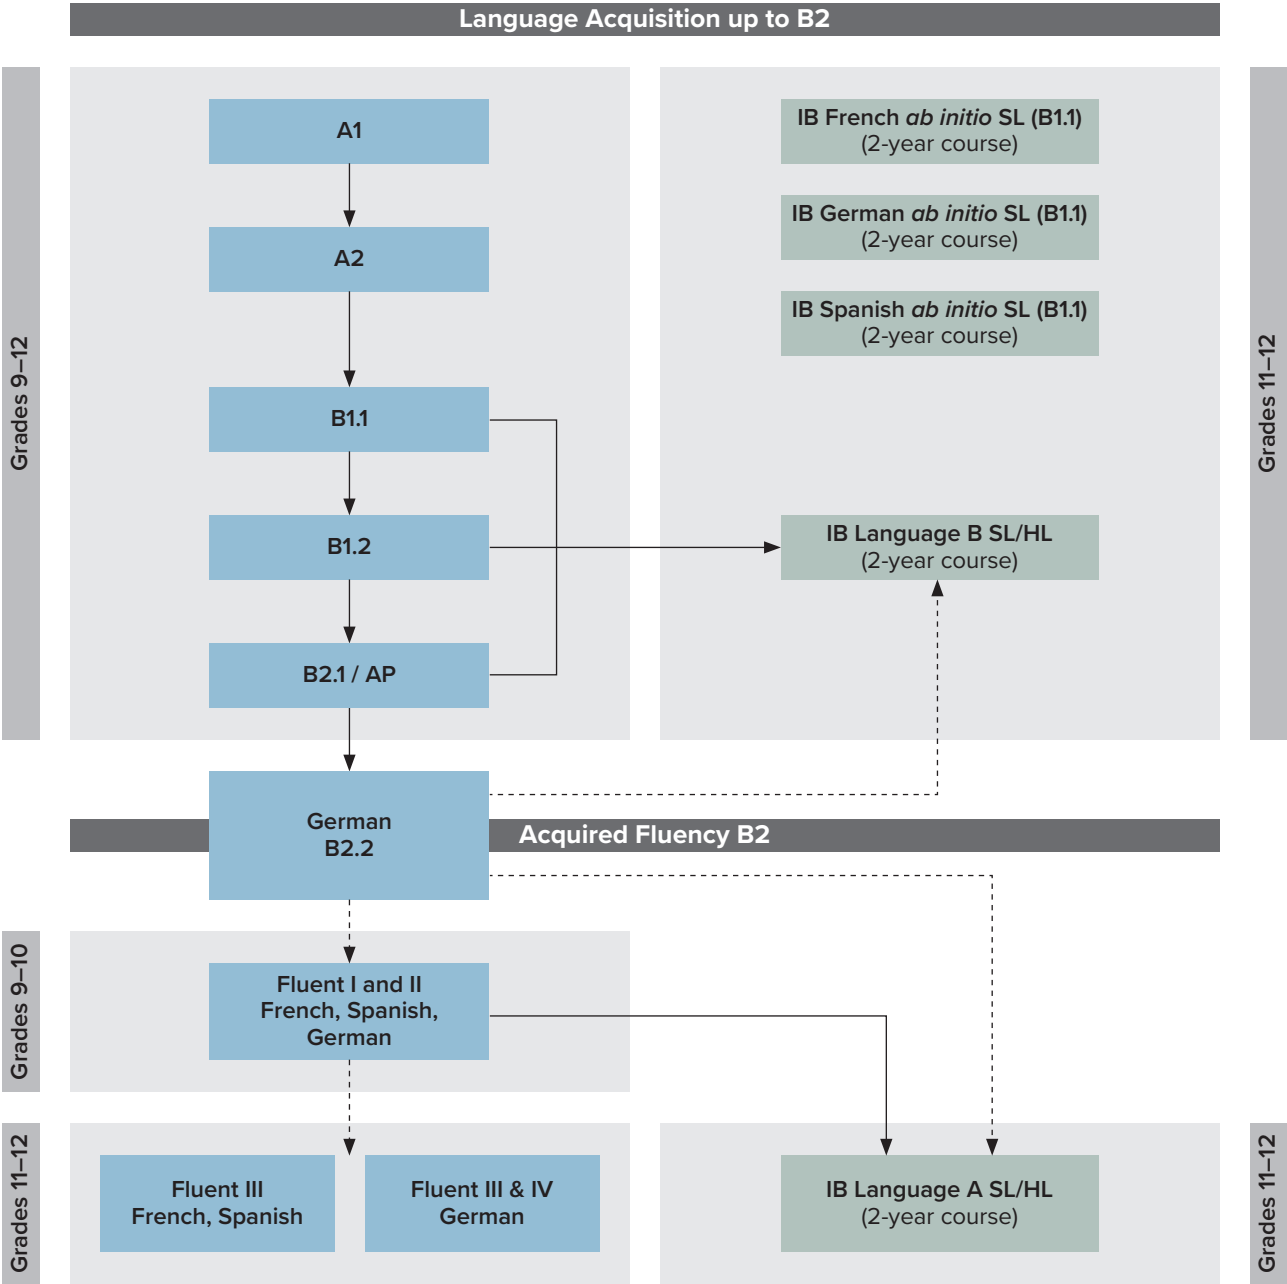 Language Acquisition up to B2
Grades 9–12
A1
A2
B1.1
B1.2
B2.1 / AP
IB French ab initio SL (B1.1)
(2-year course)
IB German ab initio SL (B1.1)
(2-year course)
IB Spanish ab initio SL (B1.1)
(2-year course)
IB Language B SL/HL
(2-year course)
Grades 11–12
German
B2.2
Acquired Fluency B2
Grades 9–10
Fluent I and II
French, Spanish,
German
Grades 11–12
Fluent III
French, Spanish
Fluent III & IV
German
IB Language A SL/HL
(2-year course)
Grades 11–12